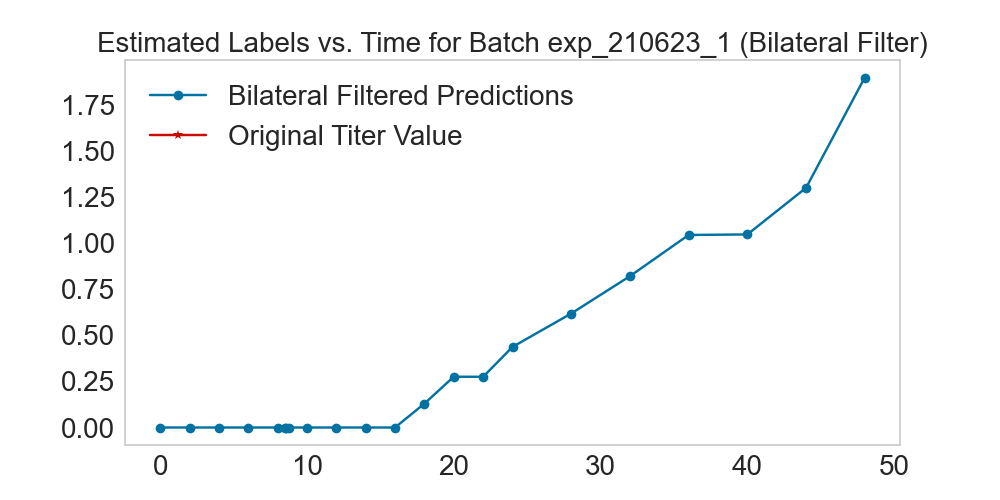 Estimated Labels vs. Time for Batch exp_210623_1 (Bilateral Filter)
Bilateral Filtered Predictions
Original Titer Value
1.75
1.50
1.25
1.00
0.75
0.50
0.25
0.00
0 10 20 30 40 50